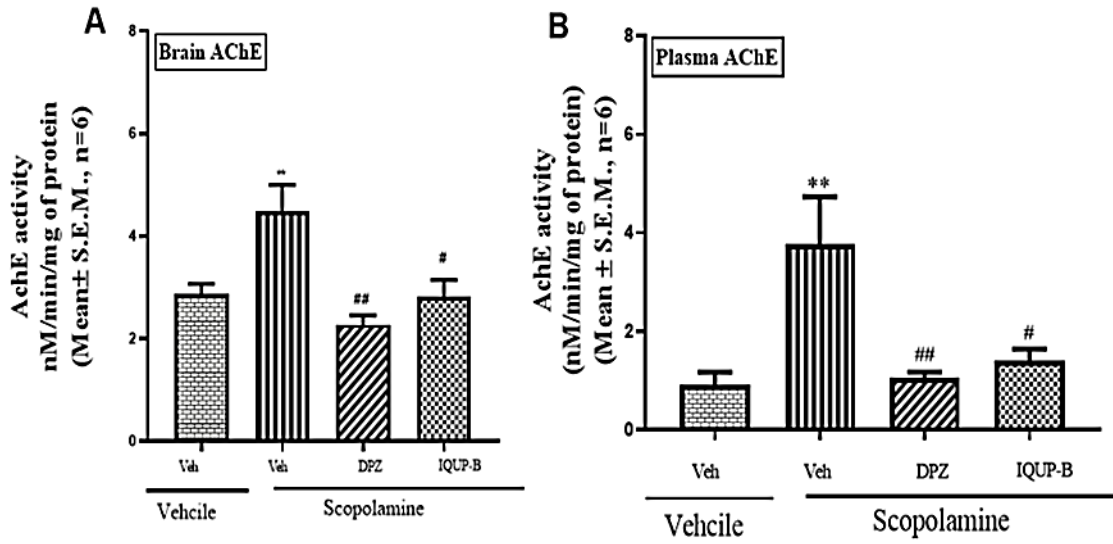 A
Brain AChE
AchE activity
nM/min/mg of protein
(Mean± S.E.M., n=6)
8
6
4
2
0
**
##
#
Veh
Veh
DPZ
IQUP-B
Vehcile
Scopolamine
B
Plasma AChE
AchE activity
(nM/min/mg of protein)
(Mean ± S.E.M., n=6)
8
6
4
2
0
**
##
#
Veh
Veh
DPZ
IQUP-B
Vehcile
Scopolamine